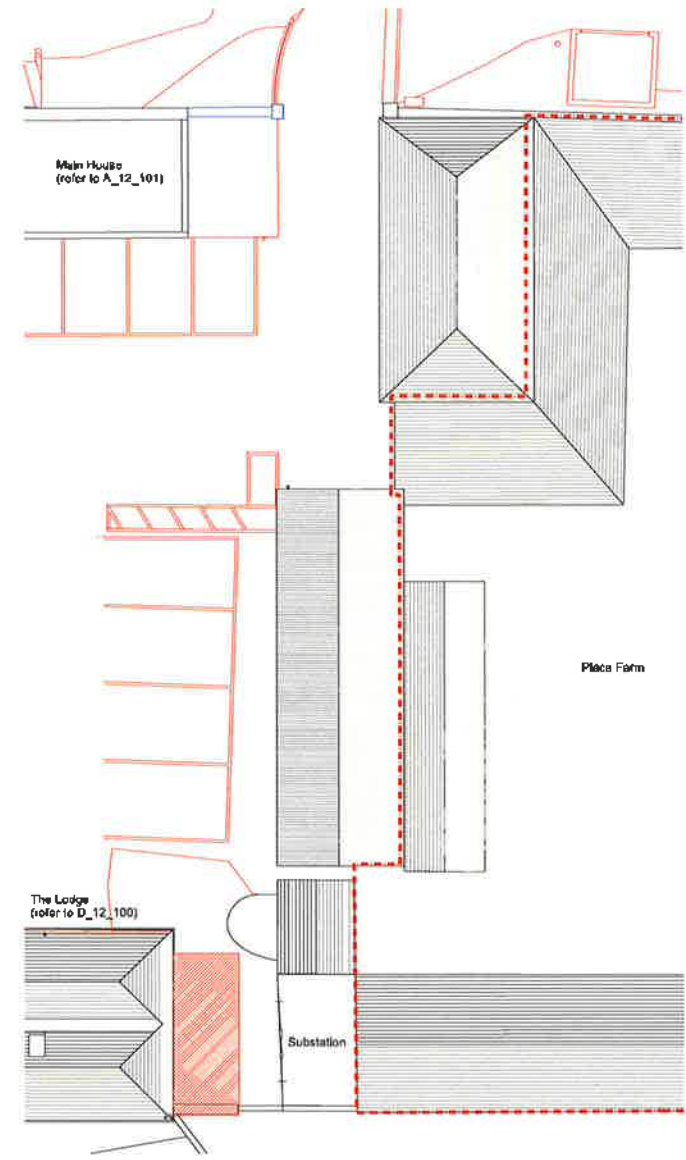 Main House
(refer to A_12_101)
Place Farm
The Lodge
(refer to D_12_100)
Substation